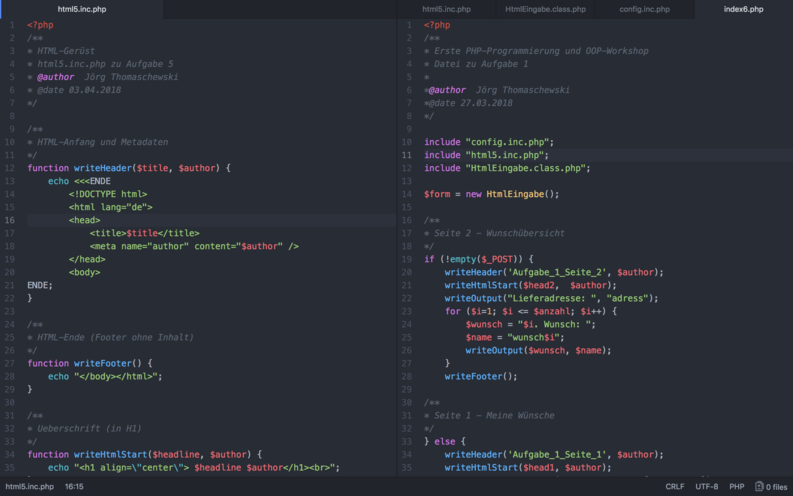 html5.inc.php
1 <?php
2 /**
3 * HTML-Gerüst
4 * html5.inc.php zu Aufgabe 5
5 * @author  Jörg Thomaschewski
6 * @date 03.04.2018
7 */
8
9 /**
10 * HTML-Anfang und Metadaten
11 */
12 function writeHeader($title, $author) {
13     echo <<<ENDE
14         <!DOCTYPE html>
15         <html lang="de">
16         <head>
17             <title>$title</title>
18             <meta name="author" content="$author" />
19         </head>
20         <body>
21 ENDE;
22 }
23
24 /**
25 * HTML-Ende (Footer ohne Inhalt)
26 */
27 function writeFooter() {
28     echo "</body></html>";
29 }
30
31 /**
32 * Ueberschrift (in H1)
33 */
34 function writeHtmlStart($headline, $author) {
35     echo "<h1 align=\"center\"> $headline $author</h1><br>";
html5.inc.php HtmlEingabe.class.php config.inc.php index6.php
1 <?php
2 /**
3 * Erste PHP-Programmierung und OOP-Workshop
4 * Datei zu Aufgabe 1
5 *
6 *@author  Jörg Thomaschewski
7 *@date 27.03.2018
8 */
9
10 include "config.inc.php";
11 include "html5.inc.php";
12 include "HtmlEingabe.class.php";
13
14 $form = new HtmlEingabe();
15
16 /**
17 * Seite 2 - Wunschübersicht
18 */
19 if (!empty($_POST)) {
20     writeHeader('Aufgabe_1_Seite_2', $author);
21     writeHtmlStart($head2,  $author);
22     writeOutput("Lieferadresse: ", "adress");
23     for ($i=1; $i <= $anzahl; $i++) {
24         $wunsch = "$i. Wunsch: ";
25         $name = "wunsch$i";
26         writeOutput($wunsch, $name);
27     }
28     writeFooter();
29
30 /**
31 * Seite 1 - Meine Wünsche
32 */
33 } else {
34     writeHeader('Aufgabe_1_Seite_1', $author);
35     writeHtmlStart($head1, $author);
html5.inc.php 16:15 CRLF UTF-8 PHP 0 files